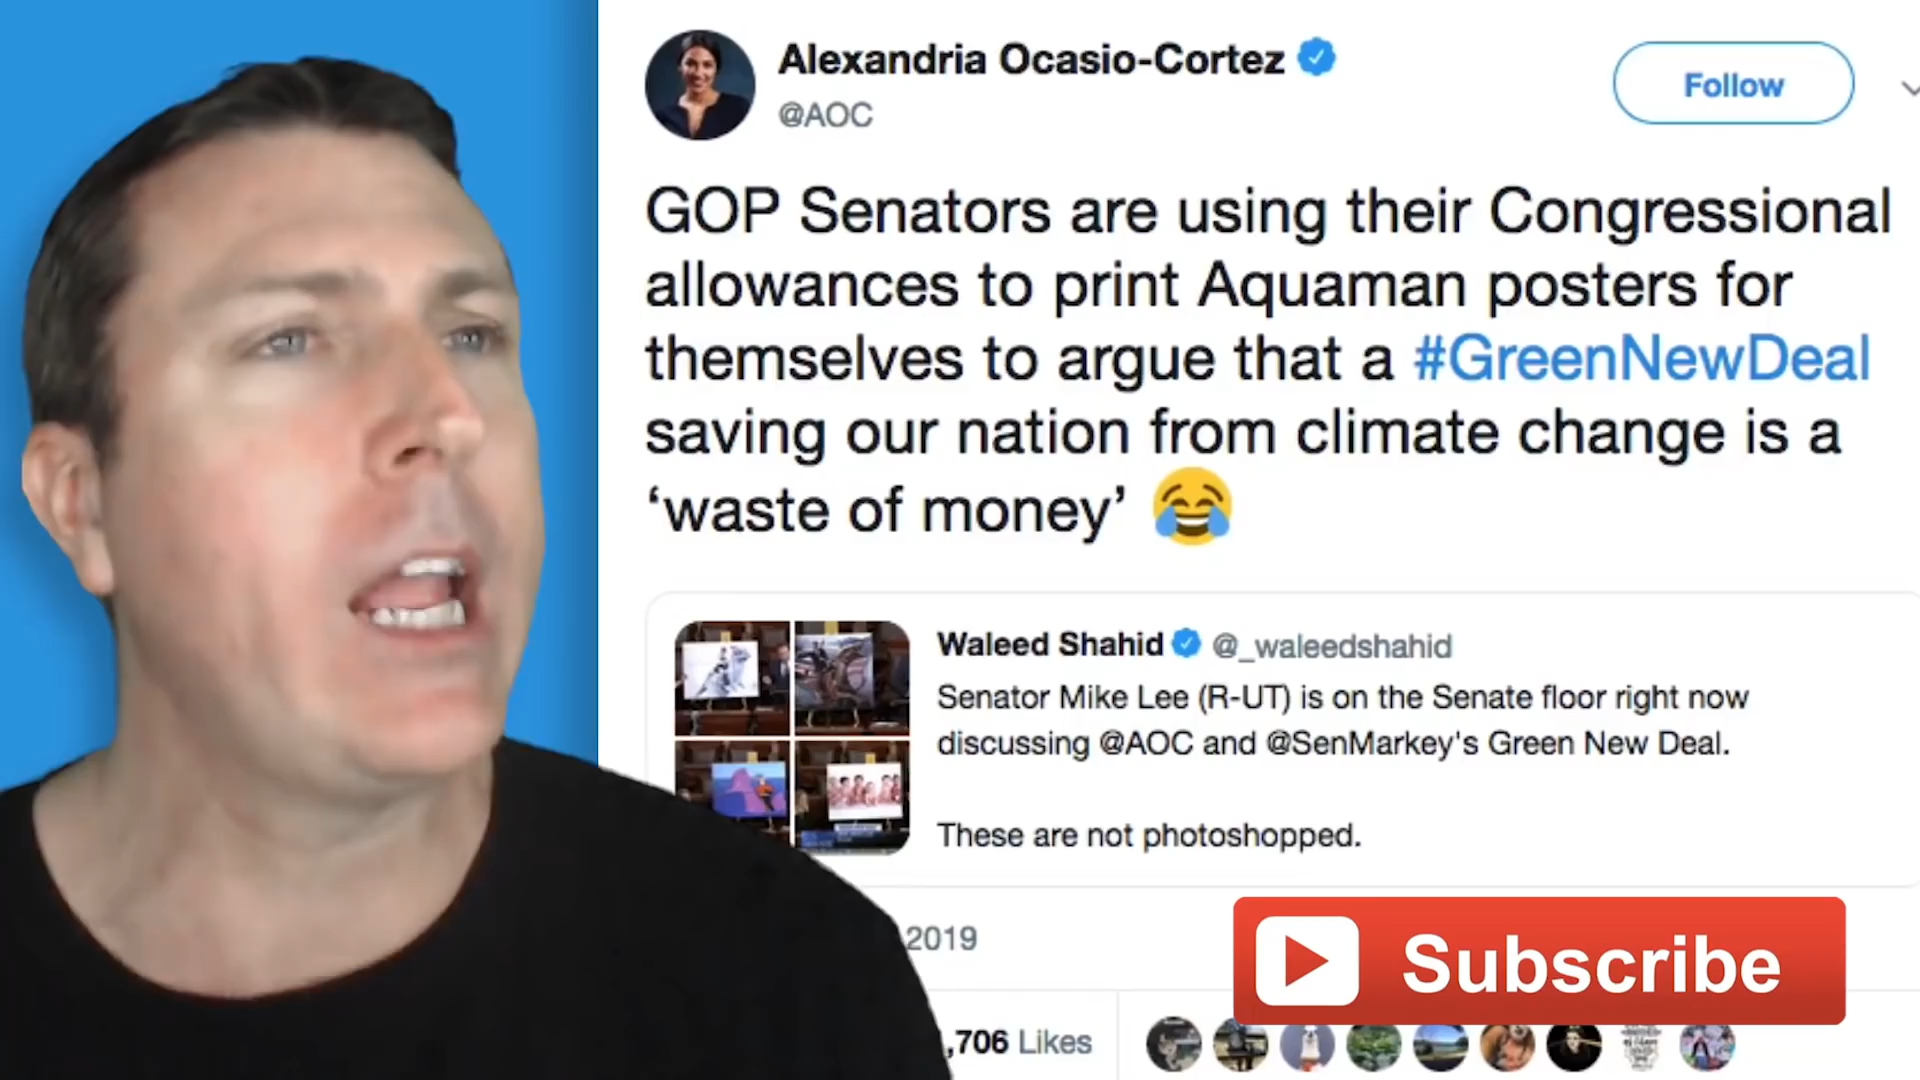 Alexandria Ocasio-Cortez
@AOC
Follow
GOP Senators are using their Congressional
allowances to print Aquaman posters for
themselves to argue that a #GreenNewDeal
saving our nation from climate change is a
‘waste of money’ 😂
Waleed Shahid @_waleedshahid
Senator Mike Lee (R-UT) is on the Senate floor right now
discussing @AOC and @SenMarkey's Green New Deal.
These are not photoshopped.
2019
Subscribe
,706 Likes